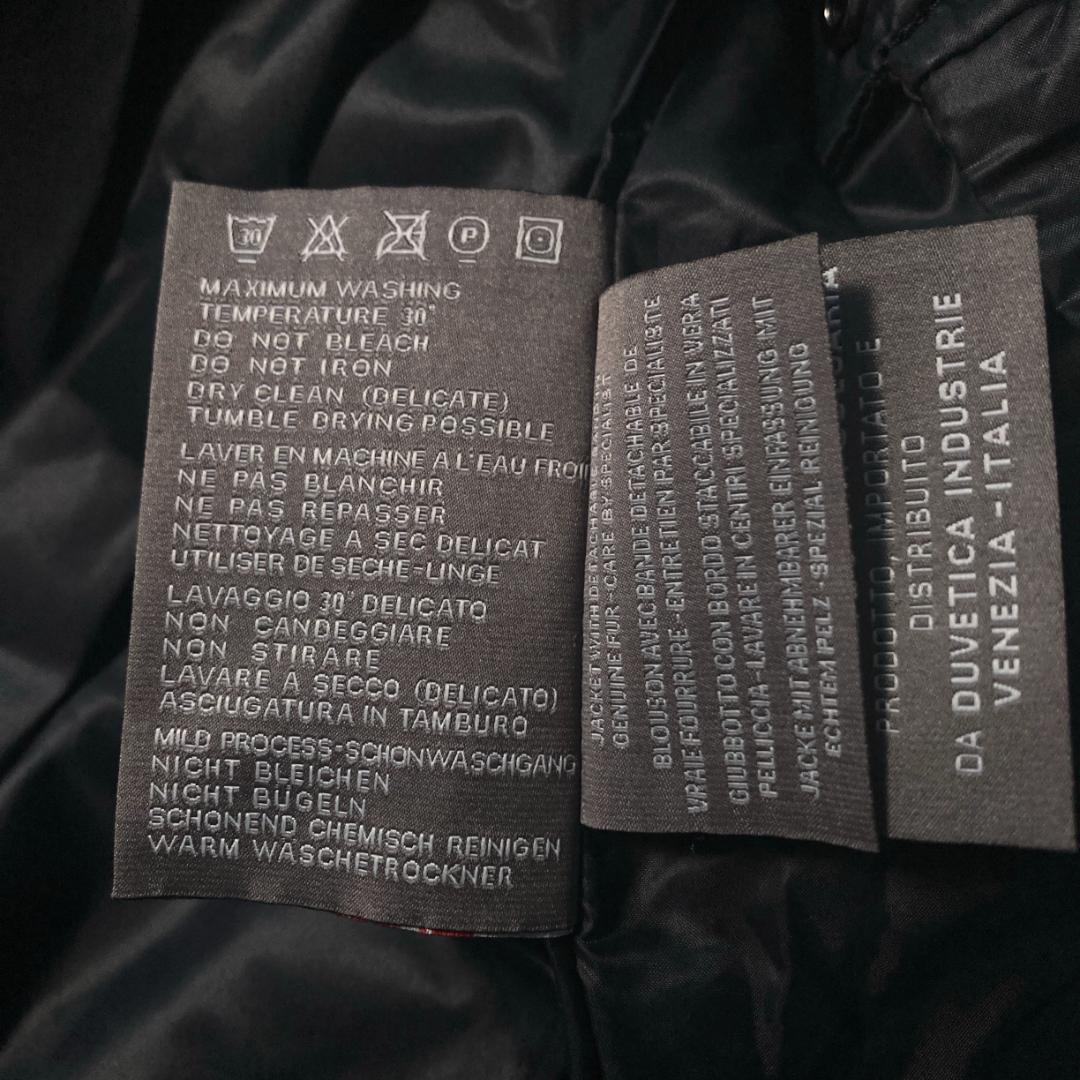 30
P
MAXIMUM WASHING
TEMPERATURE 30°
DO NOT BLEACH
DO NOT IRON
DRY CLEAN (DELICATE)
TUMBLE DRYING POSSIBLE
LAVER EN MACHINE A L'EAU FROI
NE PAS BLANCHIR
NE PAS REPASSER
NETTOYAGE A SEC DELICAT
UTILISER DE SECHE-LINGE
LAVAGGIO 30° DELICATO
NON CANDEGGIARE
NON STIRARE
LAVARE A SECCO (DELICATO)
ASCIUGATURA IN TAMBURO
MILD PROCESS-SCHONWASCHGANG
NICHT BLEICHEN
NICHT BÜGELN
SCHONEND CHEMISCH REINIGEN
WARM WÄSCHETROCKNER
JACKET WITH DETACHABLE
GENUINE FUR - CARE BY SPECIALIST
BLOUSON AVEC BANDE DETACHABLE DE
VRAIE FOURRURE - ENTRETIEN PAR SPECIALISTE
GIUBBOTTO CON BORDO STACCABILE IN VERA
PELLICCIA - LAVARE IN CENTRI SPECIALIZZATI
JACKE MIT ABNEHMBARER EINFASSUNG MIT
ECHTEM PELZ - SPEZIAL REINIGUNG
PRODOTTO, IMPORTATO E
DISTRIBUITO
DA DUVETICA INDUSTRIE
VENEZIA - ITALIA